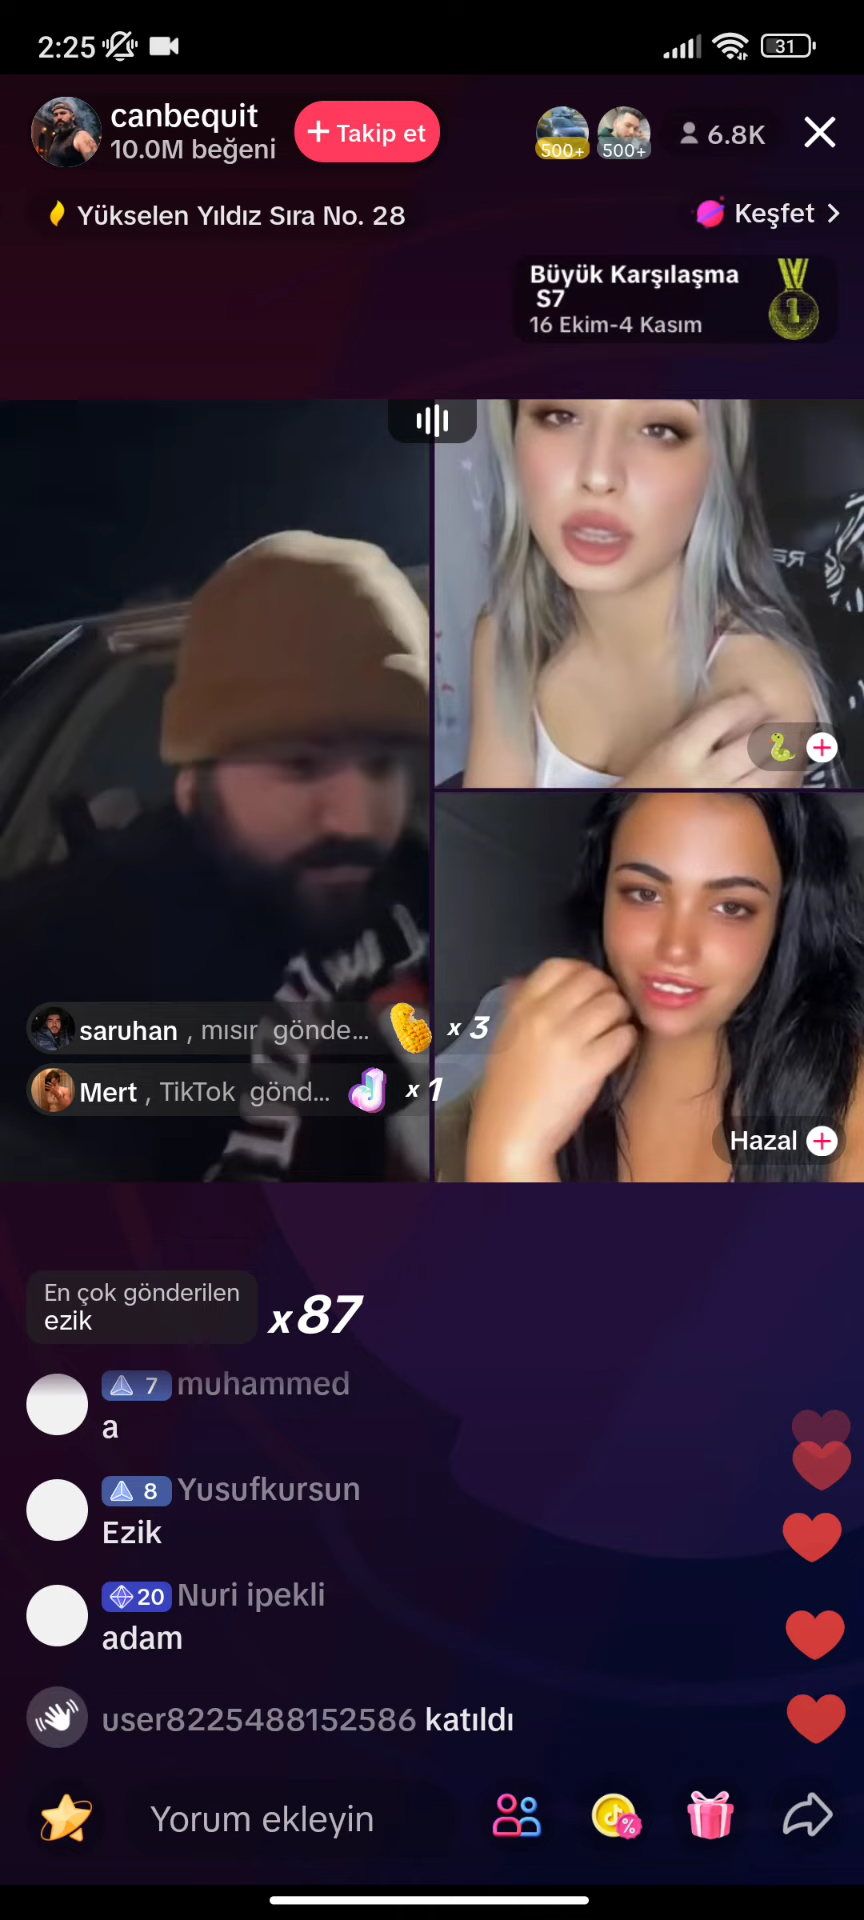 2:25
31
canbequit
10.0M beğeni
+ Takip et
500+
500+
6.8K
Yükselen Yıldız Sıra No. 28
Keşfet
Büyük Karşılaşma
S7
16 Ekim-4 Kasım
1
Hazal
saruhan , mısır gönde... x 3
Mert , TikTok gönd... x 1
En çok gönderilen
ezik
x87
7 muhammed
a
8 Yusufkursun
Ezik
20 Nuri ipekli
adam
user8225488152586 katıldı
Yorum ekleyin